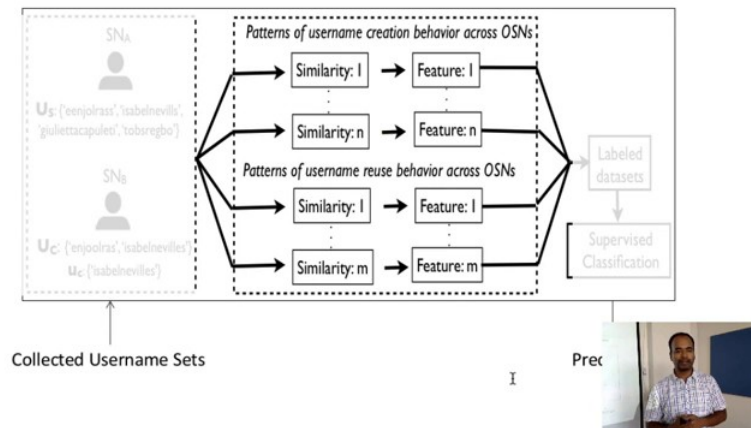 Patterns of username creation behavior across OSNs
SNA
Similarity: 1
Feature: 1
Us: {'eenjolrass', 'isabelnevills',
'giuliettacapuleti', 'tobsregbo'}
Similarity: n
Feature: n
Patterns of username reuse behavior across OSNs
Labeled
datasets
SNB
Similarity: 1
Feature: 1
Uc: {'enjoolras', 'isabelnevilles'}
uc: {'isabelnevilles'}
Similarity: m
Feature: m
Supervised
Classification
Collected Username Sets